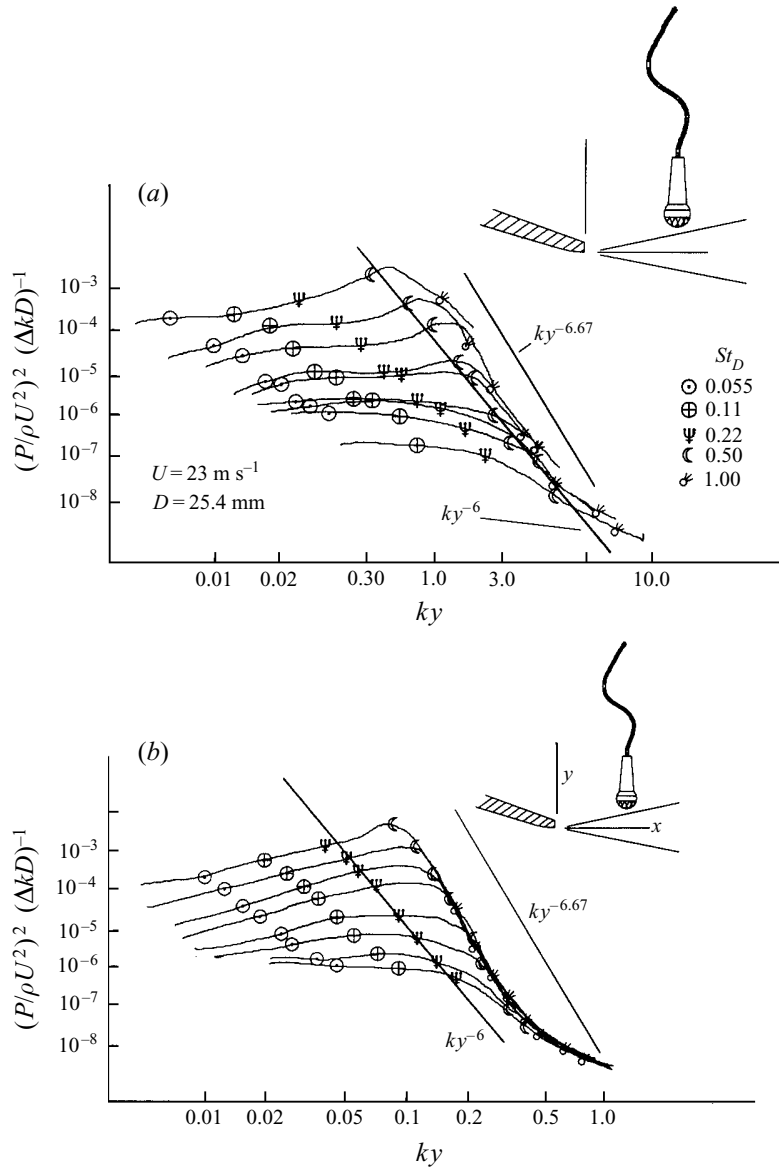 (a)
10⁻³
10⁻⁴
10⁻⁵
10⁻⁶
10⁻⁷
10⁻⁸
(P/ρU²)² (ΔkD)⁻¹
U = 23 m s⁻¹
D = 25.4 mm
ky⁻⁶·⁶⁷
ky⁻⁶
St_D
0.055
0.11
0.22
0.50
1.00
0.01 0.02 0.30 1.0 3.0 10.0
ky
(b)
y
x
10⁻³
10⁻⁴
10⁻⁵
10⁻⁶
10⁻⁷
10⁻⁸
(P/ρU²)² (ΔkD)⁻¹
ky⁻⁶·⁶⁷
ky⁻⁶
0.01 0.02 0.05 0.1 0.2 0.5 1.0
ky